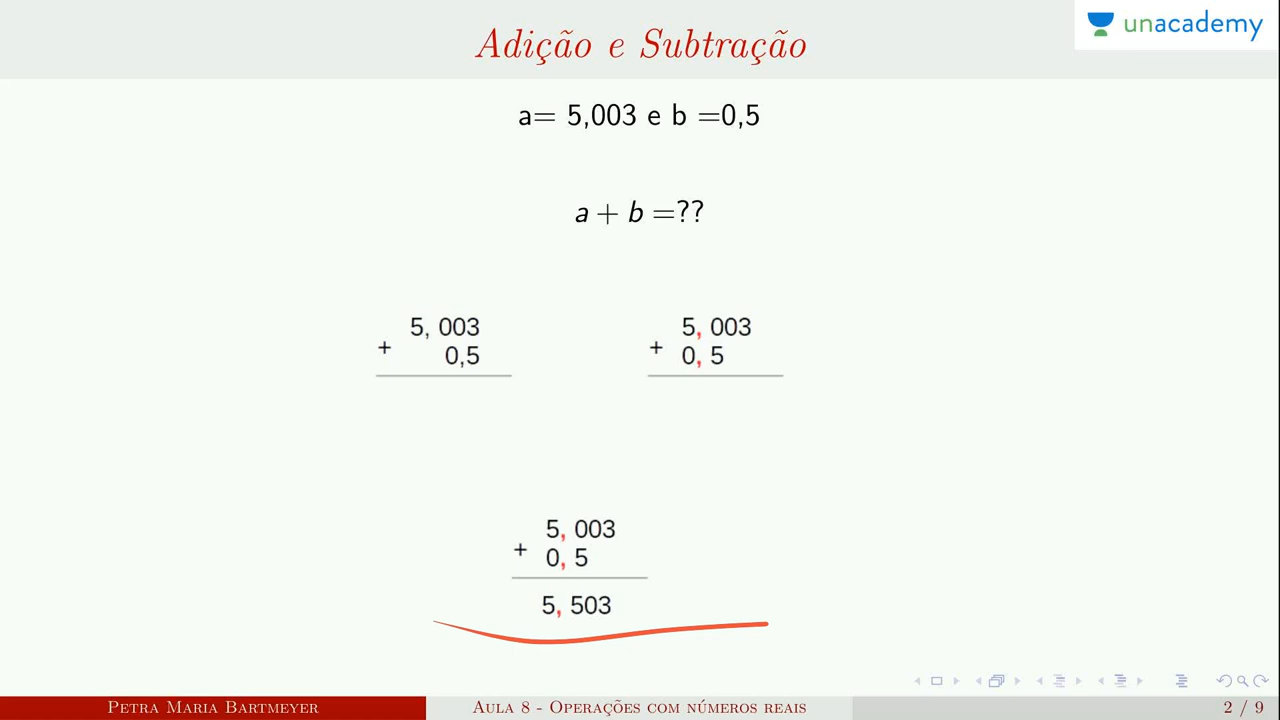 Adição e Subtração
unacademy
a= 5,003 e b =0,5
a + b =??
5, 003
+ 0,5
5, 003
+ 0, 5
5, 003
+ 0, 5
5, 503
Petra Maria Bartmeyer
Aula 8 - Operações com números reais
2 / 9